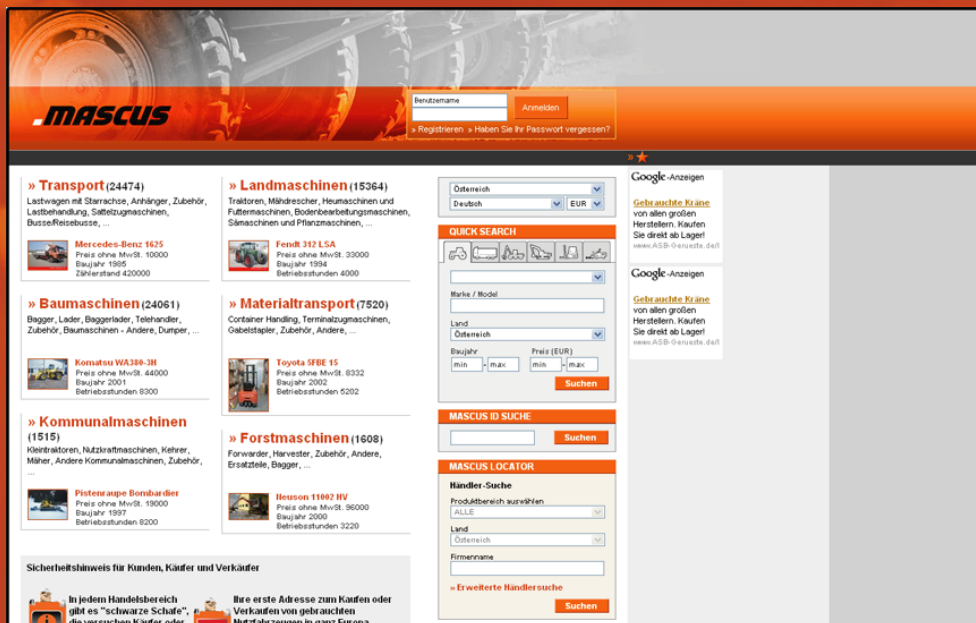 .MASCUS
Benutzername
Anmelden
» Registrieren » Haben Sie Ihr Passwort vergessen?
»
» Transport (24474)
Lastwagen mit Starrachse, Anhänger, Zubehör,
Lastbehandlung, Sattelzugmaschinen,
Busse/Reisebusse, ...
Mercedes-Benz 1625
Preis ohne MwSt. 10000
Baujahr 1985
Zählerstand 420000
» Landmaschinen (15364)
Traktoren, Mähdrescher, Heumaschinen und
Futtermaschinen, Bodenbearbeitungsmaschinen,
Sämaschinen und Pflanzmaschinen, ...
Fendt 312 LSA
Preis ohne MwSt. 33000
Baujahr 1994
Betriebsstunden 4000
» Baumaschinen (24061)
Bagger, Lader, Baggerlader, Telehandler,
Zubehör, Baumaschinen - Andere, Dumper, ...
Komatsu WA380-3H
Preis ohne MwSt. 44000
Baujahr 2001
Betriebsstunden 8300
» Materialtransport (7520)
Container Handling, Terminalzugmaschinen,
Gabelstapler, Zubehör, Andere, ...
Toyota 5FBE 15
Preis ohne MwSt. 8332
Baujahr 2002
Betriebsstunden 5202
» Kommunalmaschinen
(1515)
Kleintraktoren, Nutzkraftmaschinen, Kehrer,
Mäher, Andere Kommunalmaschinen, Zubehör,
...
Pistenraupe Bombardier
Preis ohne MwSt. 19000
Baujahr 1997
Betriebsstunden 8200
» Forstmaschinen (1608)
Forwarder, Harvester, Zubehör, Andere,
Ersatzteile, Bagger, ...
Neuson 11002 HV
Preis ohne MwSt. 96000
Baujahr 2000
Betriebsstunden 3220
Sicherheitshinweis für Kunden, Käufer und Verkäufer
In jedem Handelsbereich
gibt es "schwarze Schafe",
die versuchen Käufer oder
Ihre erste Adresse zum Kaufen oder
Verkaufen von gebrauchten
Nutzfahrzeugen in ganz Europa
Österreich
Deutsch EUR
QUICK SEARCH
Marke / Model
Land
Österreich
Baujahr Preis (EUR)
min - max min - max
Suchen
MASCUS ID SUCHE
Suchen
MASCUS LOCATOR
Händler-Suche
Produktbereich auswählen
ALLE
Land
Österreich
Firmenname
» Erweiterte Händlersuche
Suchen
Google-Anzeigen
Gebrauchte Kräne
von allen großen
Herstellern. Kaufen
Sie direkt ab Lager!
www.ASB-Gerueste.de/l
Google-Anzeigen
Gebrauchte Kräne
von allen großen
Herstellern. Kaufen
Sie direkt ab Lager!
www.ASB-Gerueste.de/l